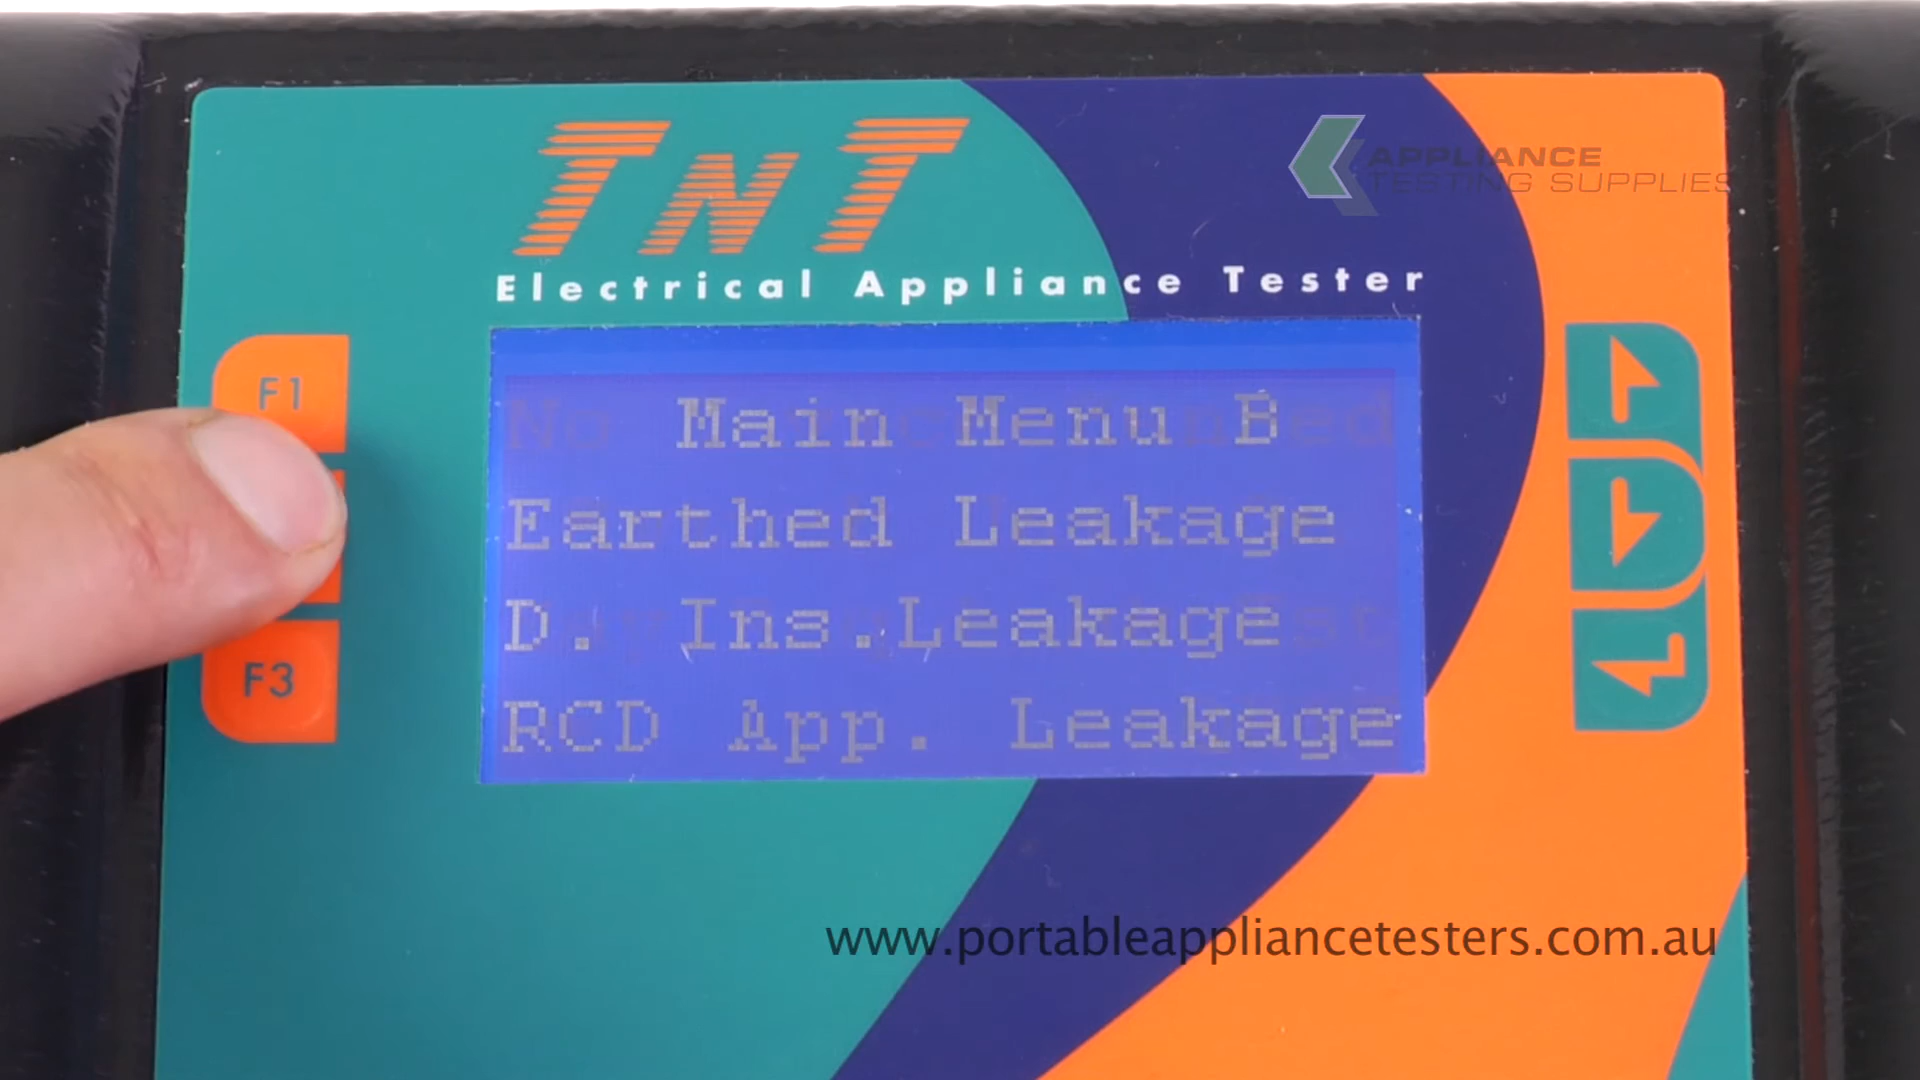 TNT
APPLIANCE
TESTING SUPPLIES
Electrical Appliance Tester
F1
Main Menu B
Earthed Leakage
D. Ins.Leakage
RCD App. Leakage
F3
www.portableappliancetesters.com.au